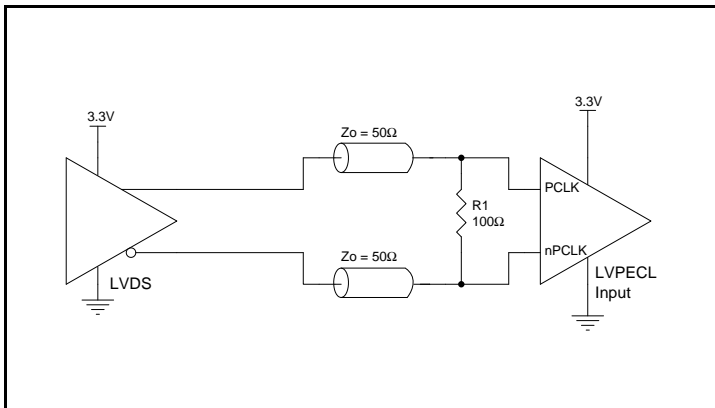 3.3V
LVDS
Zo = 50Ω
Zo = 50Ω
R1
100Ω
3.3V
PCLK
nPCLK
LVPECL
Input